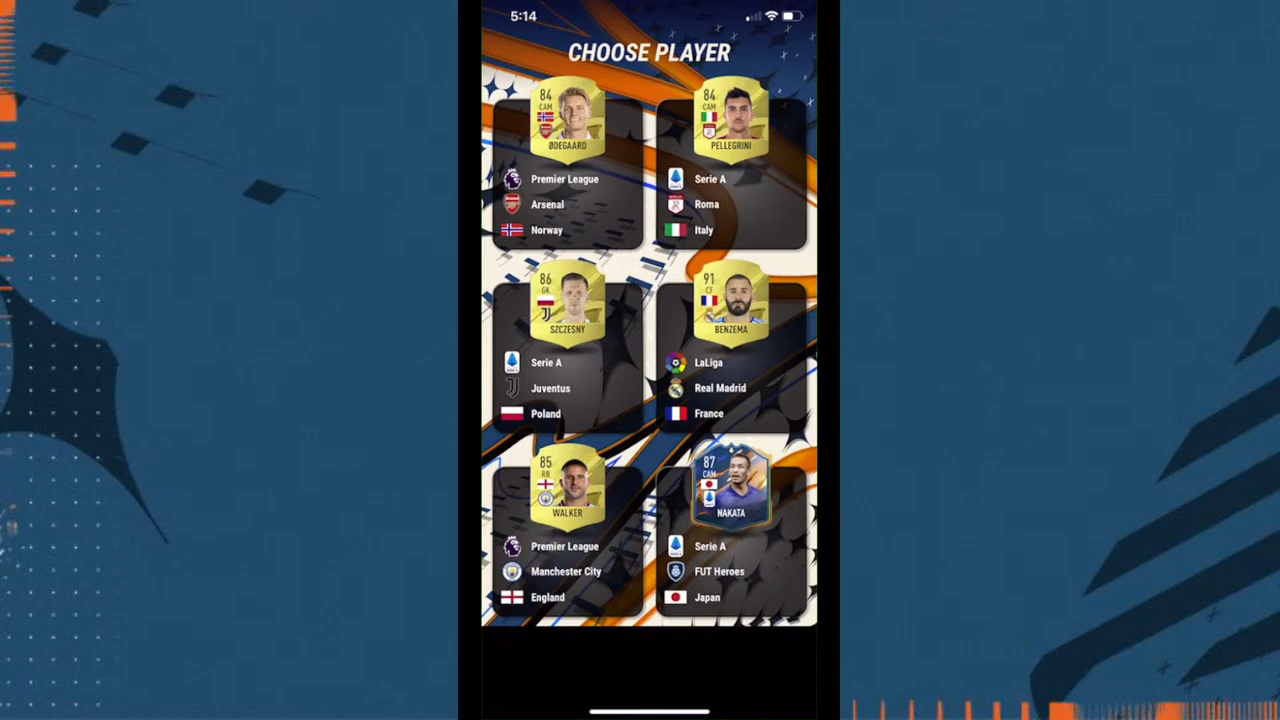 5:14
CHOOSE PLAYER
84
CAM
ØDEGAARD
Premier League
Arsenal
Norway
84
CAM
PELLEGRINI
Serie A
Roma
Italy
86
GK
SZCZESNY
Serie A
Juventus
Poland
91
CF
BENZEMA
LaLiga
Real Madrid
France
85
RB
WALKER
Premier League
Manchester City
England
87
CAM
NAKATA
Serie A
FUT Heroes
Japan